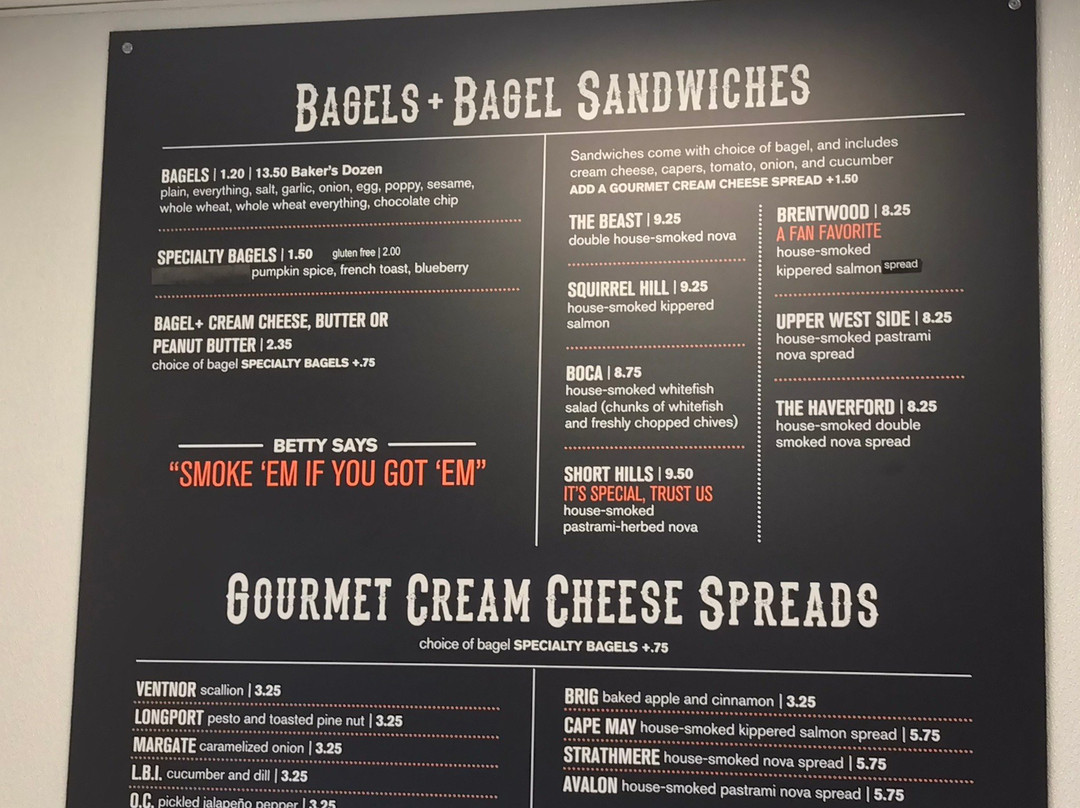 BAGELS + BAGEL SANDWICHES
BAGELS | 1.20 | 13.50 Baker's Dozen
plain, everything, salt, garlic, onion, egg, poppy, sesame,
whole wheat, whole wheat everything, chocolate chip
SPECIALTY BAGELS | 1.50 gluten free | 2.00
pumpkin spice, french toast, blueberry
BAGEL+ CREAM CHEESE, BUTTER OR
PEANUT BUTTER | 2.35
choice of bagel SPECIALTY BAGELS +.75
BETTY SAYS
“SMOKE ‘EM IF YOU GOT ‘EM”
Sandwiches come with choice of bagel, and includes
cream cheese, capers, tomato, onion, and cucumber
ADD A GOURMET CREAM CHEESE SPREAD +1.50
THE BEAST | 9.25
double house-smoked nova
SQUIRREL HILL | 9.25
house-smoked kippered
salmon
BOCA | 8.75
house-smoked whitefish
salad (chunks of whitefish
and freshly chopped chives)
SHORT HILLS | 9.50
IT'S SPECIAL, TRUST US
house-smoked
pastrami-herbed nova
BRENTWOOD | 8.25
A FAN FAVORITE
house-smoked
kippered salmon spread
UPPER WEST SIDE | 8.25
house-smoked pastrami
nova spread
THE HAVERFORD | 8.25
house-smoked double
smoked nova spread
GOURMET CREAM CHEESE SPREADS
choice of bagel SPECIALTY BAGELS +.75
VENTNOR scallion | 3.25
LONGPORT pesto and toasted pine nut | 3.25
MARGATE caramelized onion | 3.25
L.B.I. cucumber and dill | 3.25
O.C. pickled jalapeño pepper | 3.25
BRIG baked apple and cinnamon | 3.25
CAPE MAY house-smoked kippered salmon spread | 5.75
STRATHMERE house-smoked nova spread | 5.75
AVALON house-smoked pastrami nova spread | 5.75